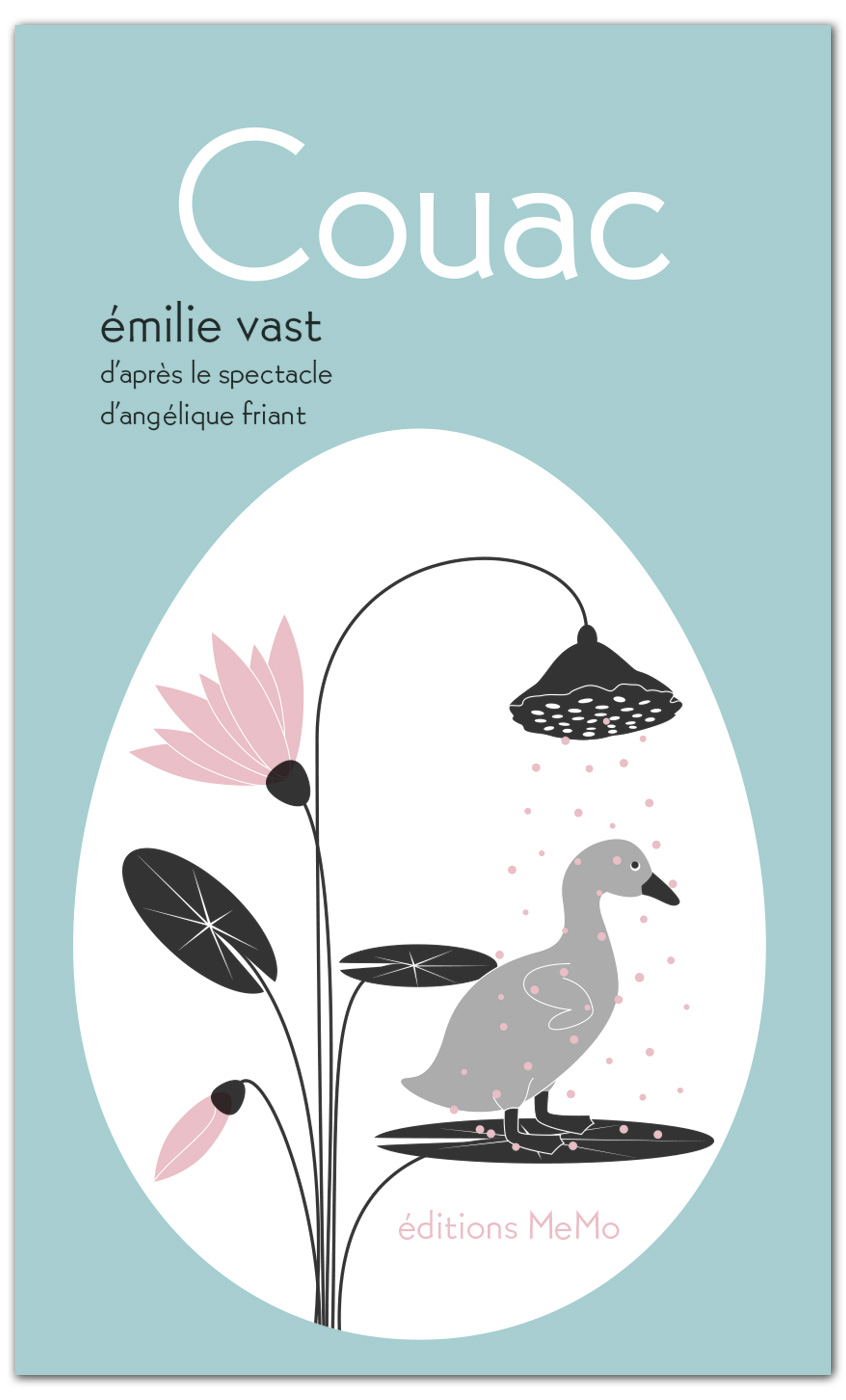 Couac
émilie vast
d'après le spectacle
d'angélique friant
éditions MeMo